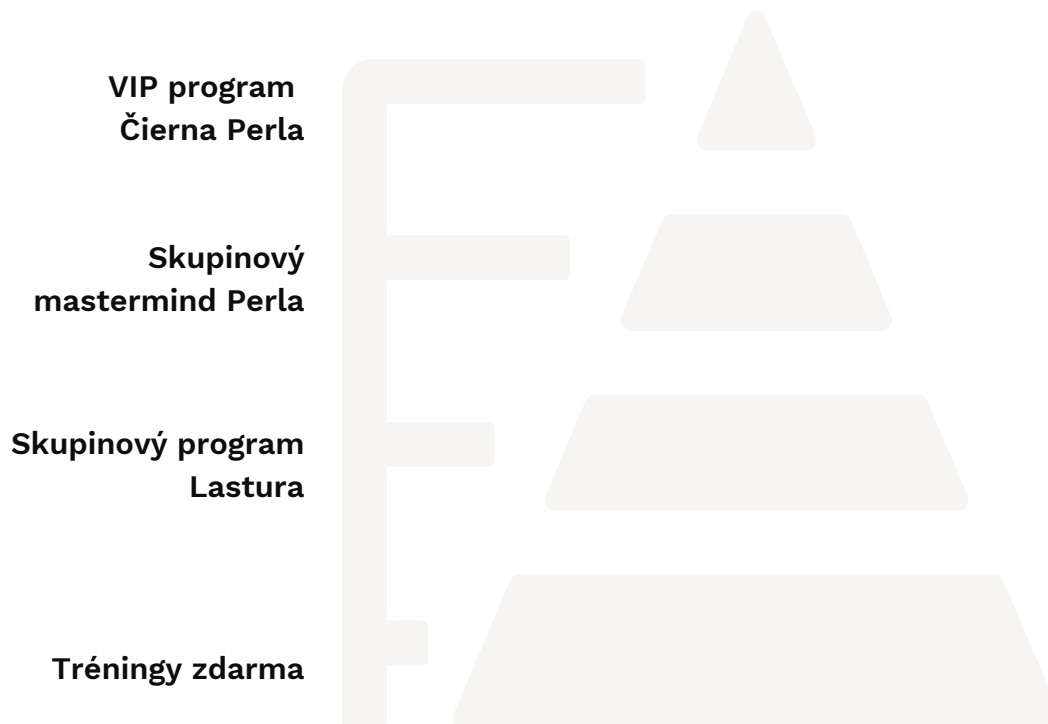 VIP program
Čierna Perla
Skupinový
mastermind Perla
Skupinový program
Lastura
Tréningy zdarma